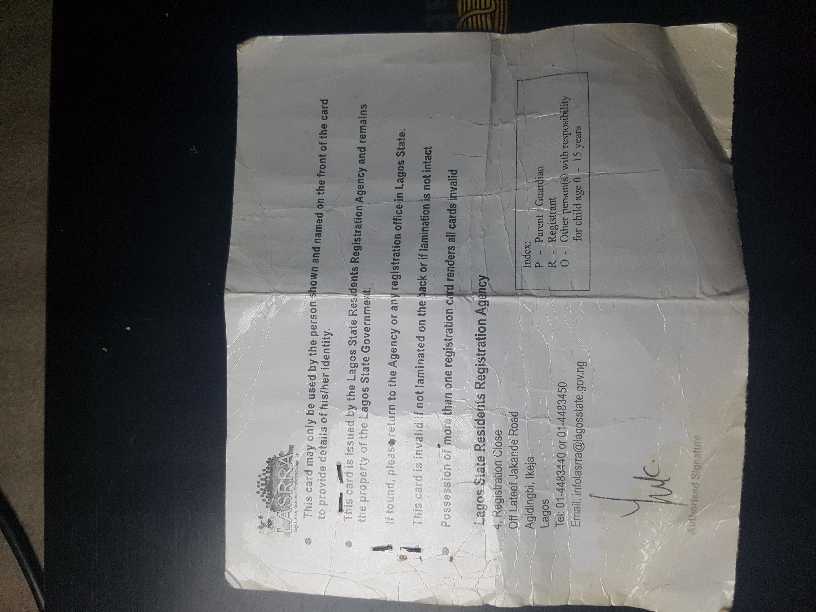 LASRRA
This card may only be used by the person shown and named on the front of the card
to provide details of his/her identity.
This card is issued by the Lagos State Residents Registration Agency and remains
the property of the Lagos State Government.
If found, please return to the Agency or any registration office in Lagos State.
This card is invalid if not laminated on the back or if lamination is not intact
Possession of more than one registration card renders all cards invalid
Lagos State Residents Registration Agency
4, Registration Close
Off Lateef Jakande Road
Agidingbi, Ikeja
Lagos
Tel: 01-4483440 or 01-4483450
Email: infolasrra@lagosstate.gov.ng
Index:
P - Parent / Guardian
R - Registrant
O - Other person(s) with resposibility
for child age 0 - 15 years
Authorised Signature